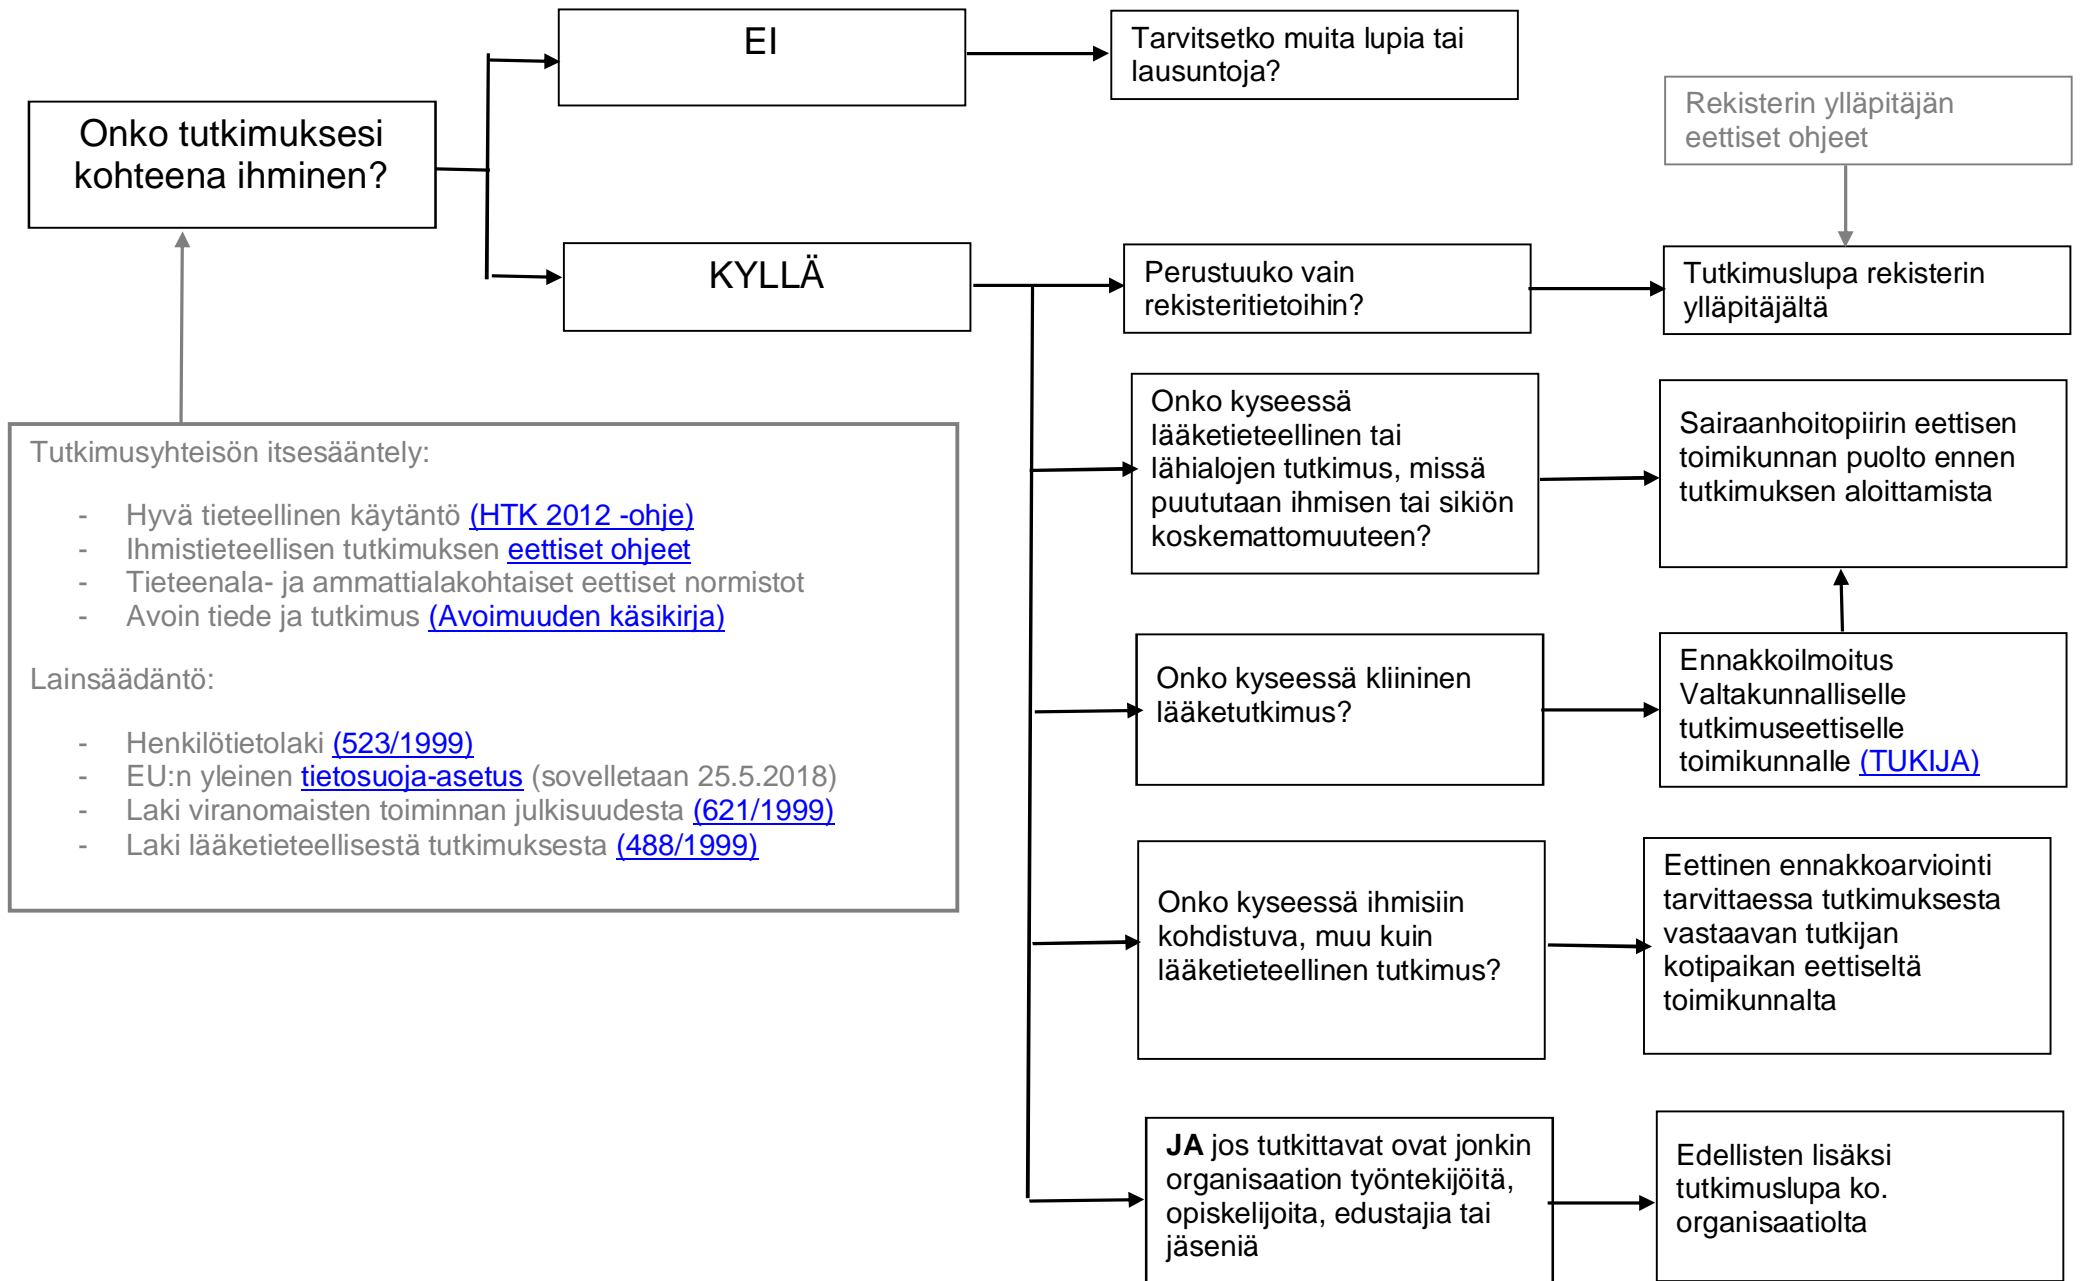 EI
Tarvitsetko muita lupia tai
lausuntoja?
Rekisterin ylläpitäjän
eettiset ohjeet
Onko tutkimuksesi
kohteena ihminen?
KYLLÄ
Perustuuko vain
rekisteritietoihin?
Tutkimuslupa rekisterin
ylläpitäjältä
Onko kyseessä
lääketieteellinen tai
lähialojen tutkimus, missä
puututaan ihmisen tai sikiön
koskemattomuuteen?
Sairaanhoitopiirin eettisen
toimikunnan puolto ennen
tutkimuksen aloittamista
Tutkimusyhteisön itsesääntely:
- Hyvä tieteellinen käytäntö (HTK 2012 -ohje)
- Ihmistieteellisen tutkimuksen eettiset ohjeet
- Tieteenala- ja ammattialakohtaiset eettiset normistot
- Avoin tiede ja tutkimus (Avoimuuden käsikirja)
Lainsäädäntö:
- Henkilötietolaki (523/1999)
- EU:n yleinen tietosuoja-asetus (sovelletaan 25.5.2018)
- Laki viranomaisten toiminnan julkisuudesta (621/1999)
- Laki lääketieteellisestä tutkimuksesta (488/1999)
Onko kyseessä kliininen
lääketutkimus?
Ennakkoilmoitus
Valtakunnalliselle
tutkimuseettiselle
toimikunnalle (TUKIJA)
Onko kyseessä ihmisiin
kohdistuva, muu kuin
lääketieteellinen tutkimus?
Eettinen ennakkoarviointi
tarvittaessa tutkimuksesta
vastaavan tutkijan
kotipaikan eettiseltä
toimikunnalta
JA jos tutkittavat ovat jonkin
organisaation työntekijöitä,
opiskelijoita, edustajia tai
jäseniä
Edellisten lisäksi
tutkimuslupa ko.
organisaatiolta